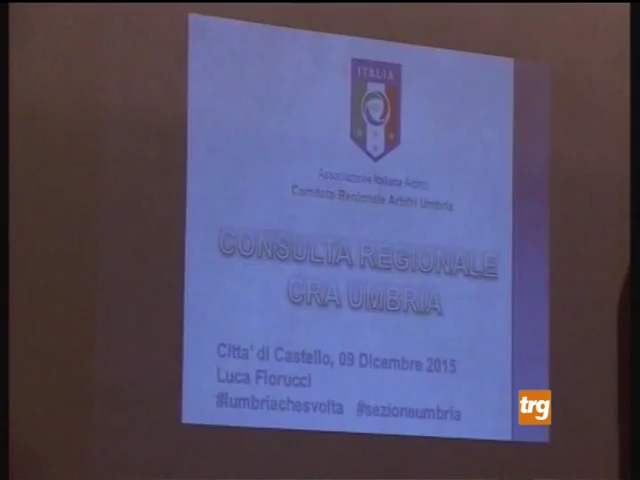 ITALIA
Associazione Italiana Arbitri
Comitato Regionale Arbitri Umbria
CONSULTA REGIONALE
CRA UMBRIA
Citta' di Castello, 09 Dicembre 2015
Luca Fiorucci
#lumbriachesvolta #sezioneumbria
trg